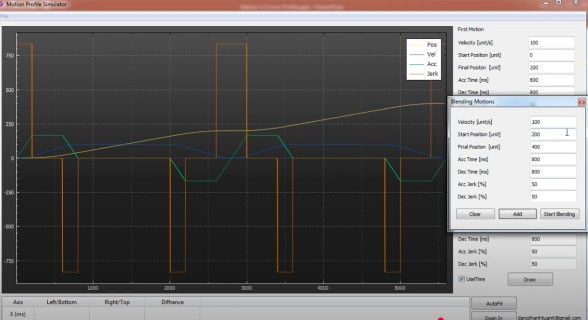 Motion Profile Simulator
First Motion
Velocity [unit/s] 100
Start Position [unit] 0
Final Positon [unit] 200
Acc Time [ms] 800
Dec Time [ms] 800
Pos
Vel
Acc
Jerk
750
500
250
0
-250
-500
-750
1000
2000
3000
4000
5000
Blending Motions
Velocity [unit/s] 100
Start Position [unit] 200
Final Positon [unit] 400
Acc Time [ms] 800
Dec Time [ms] 800
Acc Jerk [%] 50
Dec Jerk [%] 50
Clear
Add
Start Blending
Dec Time [ms] 800
Acc Jerk [%] 50
Dec Jerk [%] 50
UseTime
Draw
Axis Left/Bottom Right/Top Diffrence
X (ms)
AutoFit
Zoom In